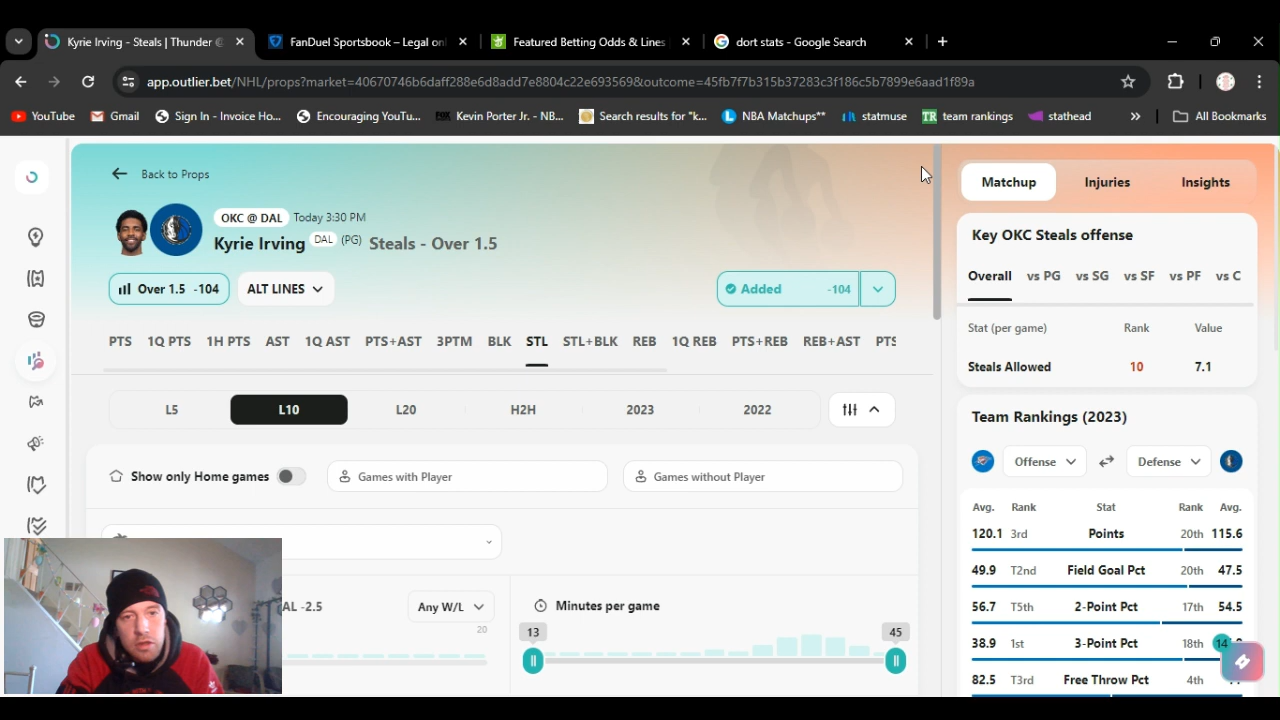 Kyrie Irving - Steals | Thunder @
FanDuel Sportsbook – Legal onl
Featured Betting Odds & Lines
dort stats - Google Search
app.outlier.bet/NHL/props?market=40670746b6daff288e6d8add7e8804c22e693569&outcome=45fb7f7b315b37283c3f186c5b7899e6aad1f89a
YouTube
Gmail
Sign In - Invoice Ho...
Encouraging YouTu...
Kevin Porter Jr. - NB...
Search results for "k...
NBA Matchups**
statmuse
TR team rankings
stathead
All Bookmarks
Back to Props
OKC @ DAL Today 3:30 PM
Kyrie Irving DAL (PG) Steals - Over 1.5
Over 1.5 -104
ALT LINES
Added -104
PTS 1Q PTS 1H PTS AST 1Q AST PTS+AST 3PTM BLK STL STL+BLK REB 1Q REB PTS+REB REB+AST PTS
L5 L10 L20 H2H 2023 2022
Show only Home games
Games with Player
Games without Player
AL -2.5
Any W/L
20
Minutes per game
13 45
Matchup Injuries Insights
Key OKC Steals offense
Overall vs PG vs SG vs SF vs PF vs C
Stat (per game) Rank Value
Steals Allowed 10 7.1
Team Rankings (2023)
Offense Defense
Avg. Rank Stat Rank Avg.
120.1 3rd Points 20th 115.6
49.9 T2nd Field Goal Pct 20th 47.5
56.7 T5th 2-Point Pct 17th 54.5
38.9 1st 3-Point Pct 18th
14
82.5 T3rd Free Throw Pct 4th